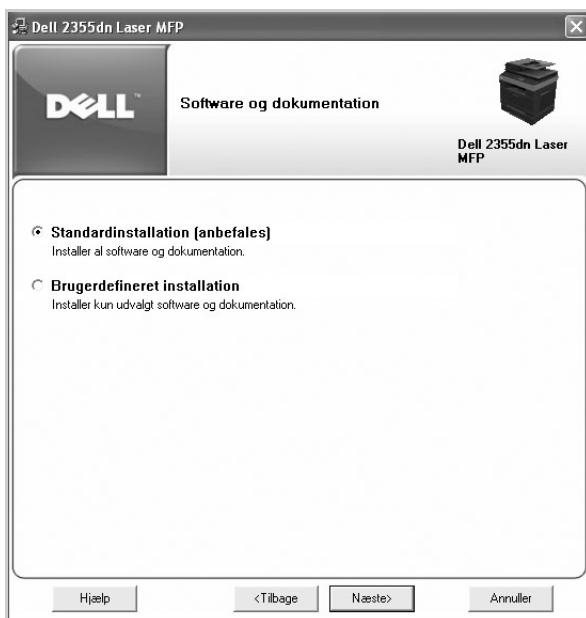 Dell 2355dn Laser MFP
DELL™
Software og dokumentation
Dell 2355dn Laser
MFP
Standardinstallation (anbefales)
Installer al software og dokumentation.
Brugerdefineret installation
Installer kun udvalgt software og dokumentation.
Hjælp
<Tilbage
Næste>
Annuller